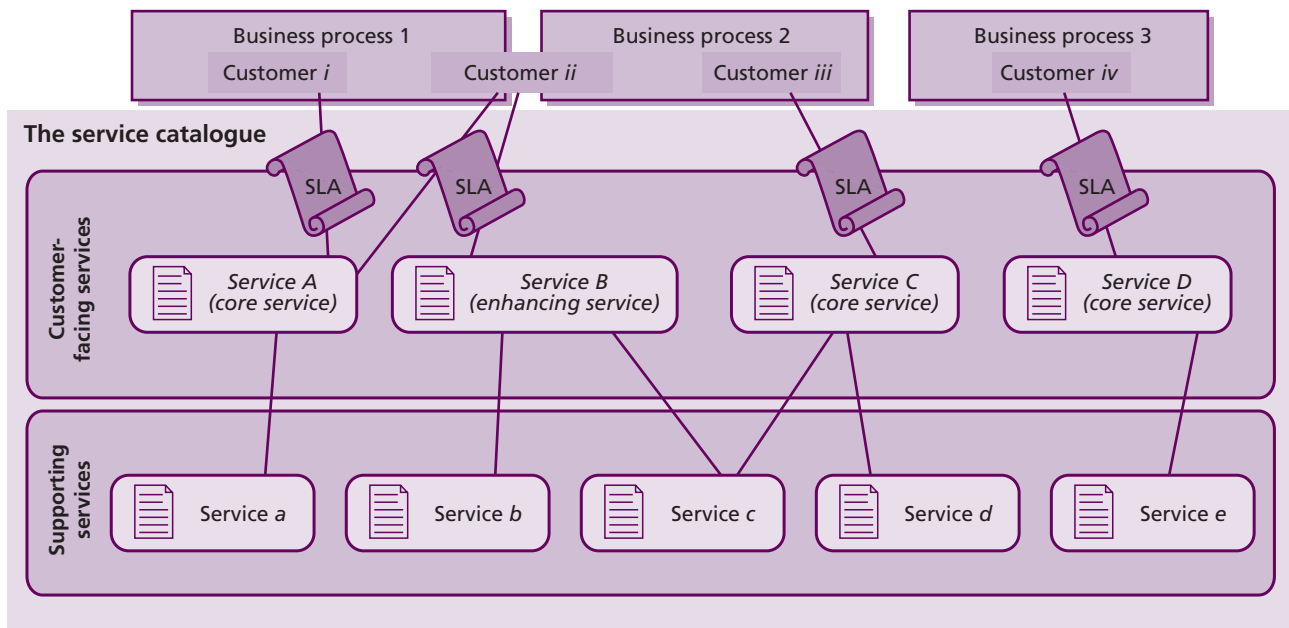 Business process 1
Business process 2
Business process 3
Customer i
Customer ii
Customer iii
Customer iv
The service catalogue
SLA
SLA
SLA
SLA
Customer-
facing services
Service A
(core service)
Service B
(enhancing service)
Service C
(core service)
Service D
(core service)
Supporting
services
Service a
Service b
Service c
Service d
Service e